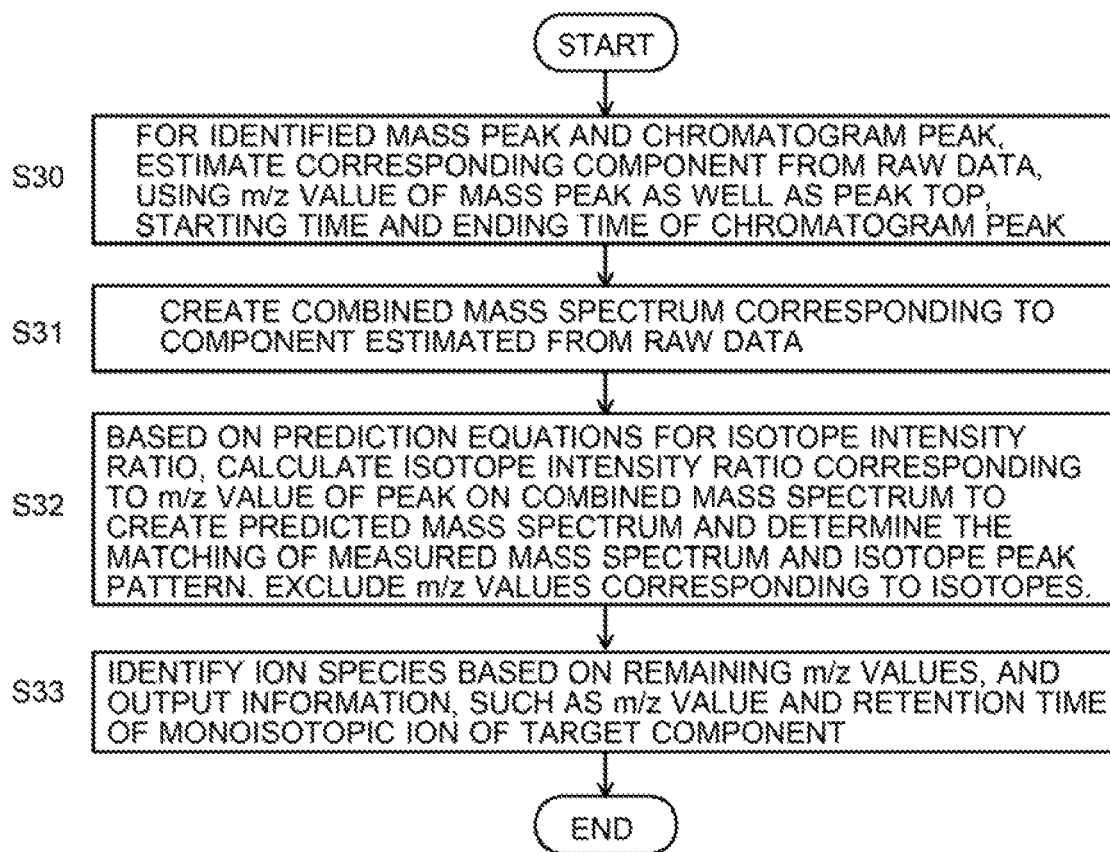 START
S30
FOR IDENTIFIED MASS PEAK AND CHROMATOGRAM PEAK,
ESTIMATE CORRESPONDING COMPONENT FROM RAW DATA,
USING m/z VALUE OF MASS PEAK AS WELL AS PEAK TOP,
STARTING TIME AND ENDING TIME OF CHROMATOGRAM PEAK
S31
CREATE COMBINED MASS SPECTRUM CORRESPONDING TO
COMPONENT ESTIMATED FROM RAW DATA
S32
BASED ON PREDICTION EQUATIONS FOR ISOTOPE INTENSITY
RATIO, CALCULATE ISOTOPE INTENSITY RATIO CORRESPONDING
TO m/z VALUE OF PEAK ON COMBINED MASS SPECTRUM TO
CREATE PREDICTED MASS SPECTRUM AND DETERMINE THE
MATCHING OF MEASURED MASS SPECTRUM AND ISOTOPE PEAK
PATTERN. EXCLUDE m/z VALUES CORRESPONDING TO ISOTOPES.
S33
IDENTIFY ION SPECIES BASED ON REMAINING m/z VALUES, AND
OUTPUT INFORMATION, SUCH AS m/z VALUE AND RETENTION TIME
OF MONOISOTOPIC ION OF TARGET COMPONENT
END